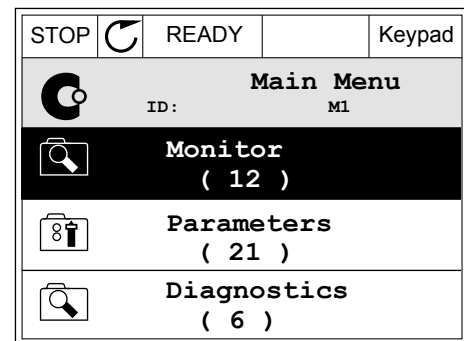 STOP READY Keypad
Main Menu
ID: M1
Monitor
( 12 )
Parameters
( 21 )
Diagnostics
( 6 )